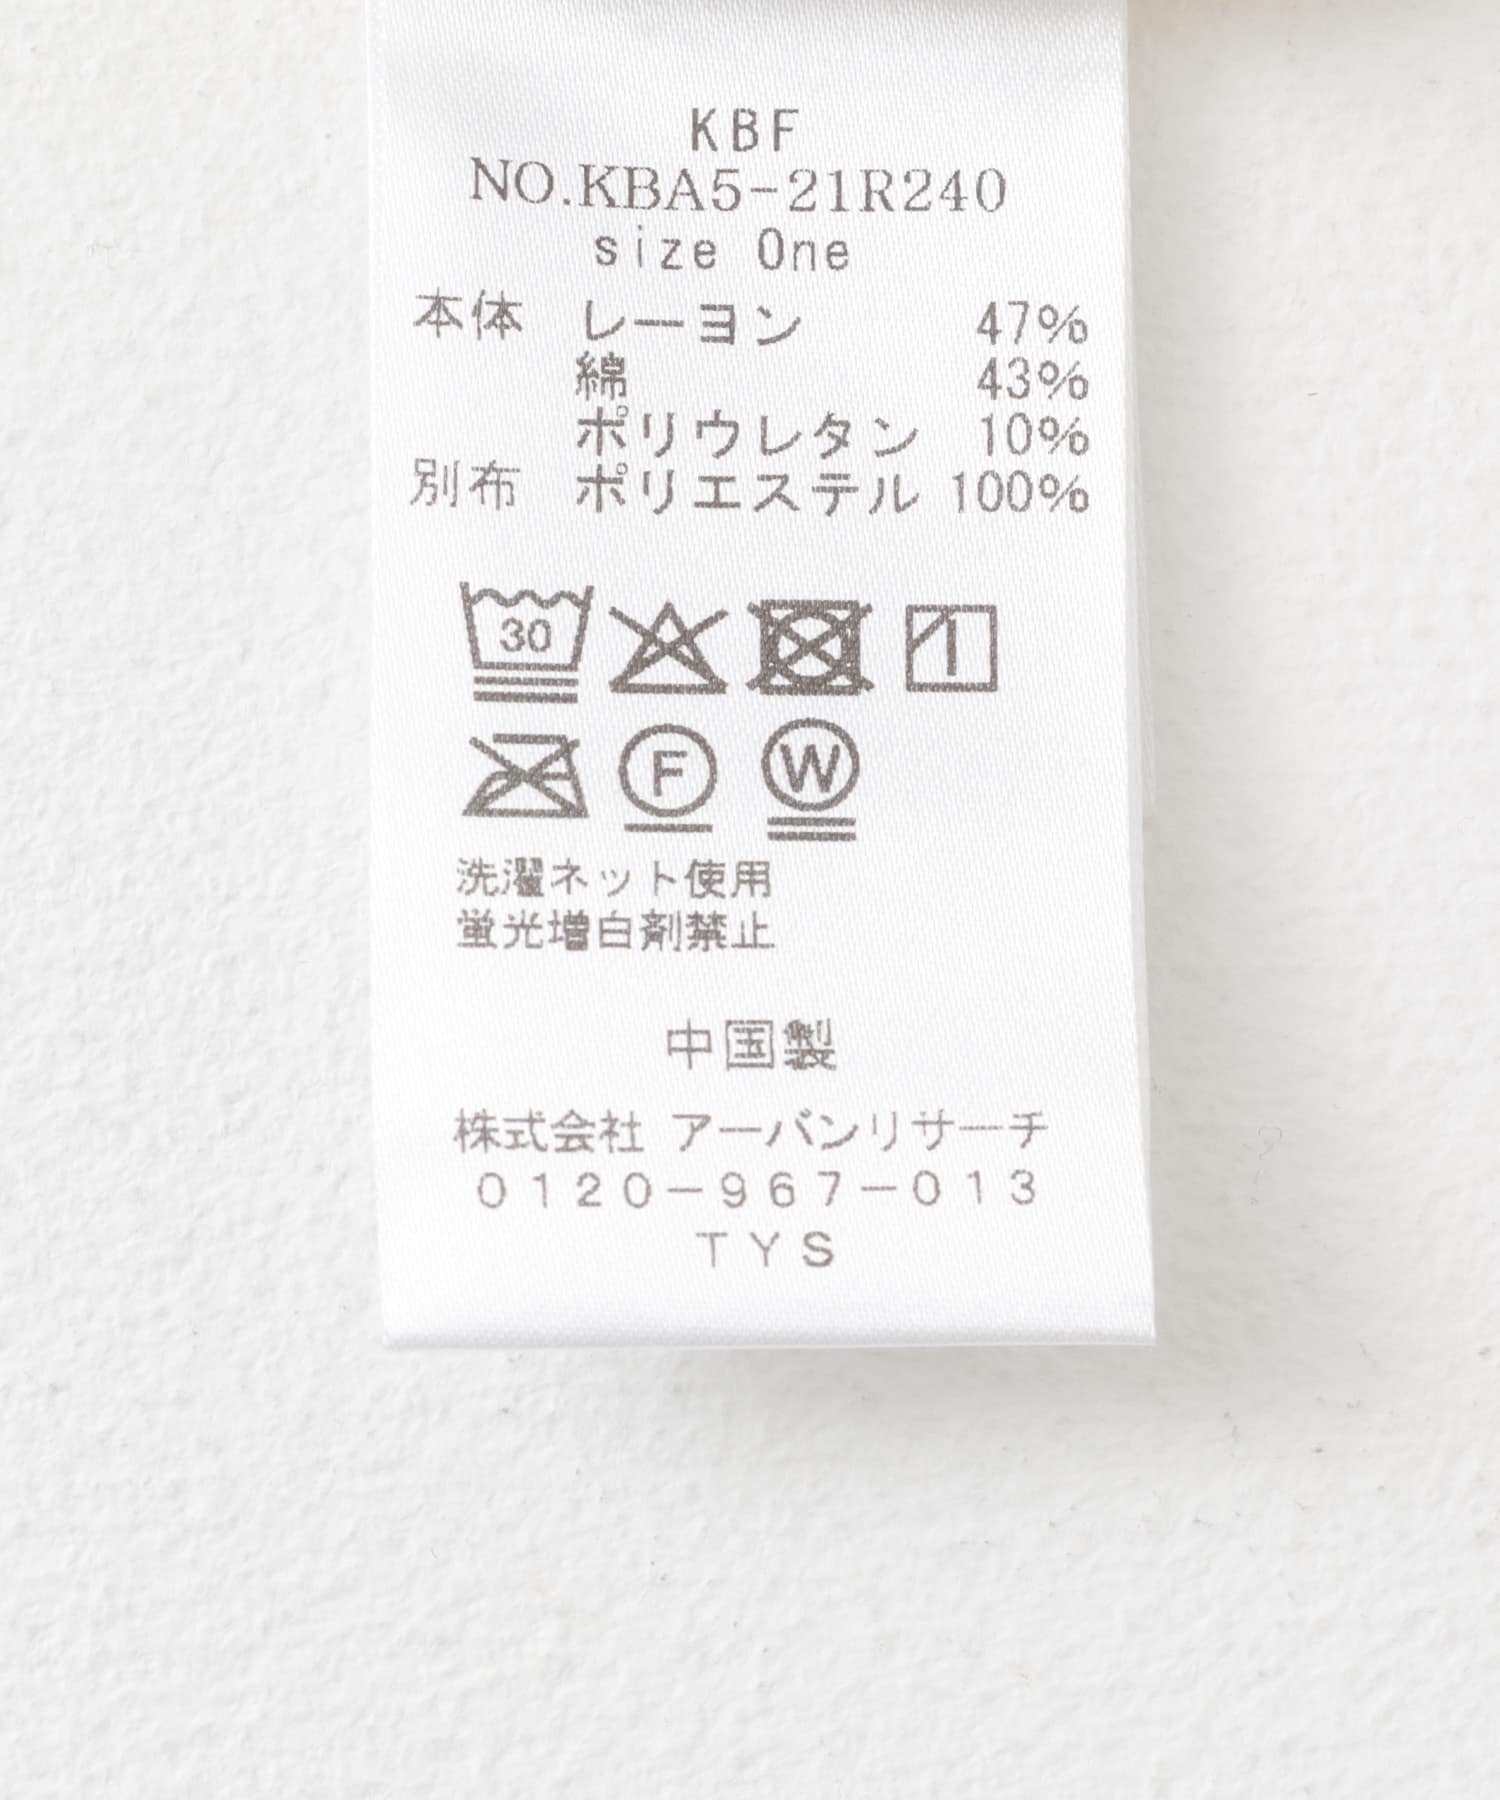 KBF
NO.KBA5-21R240
size One
本体 レーヨン 47%
綿 43%
ポリウレタン 10%
別布 ポリエステル 100%
30
F W
洗濯ネット使用
蛍光増白剤禁止
中国製
株式会社 アーバンリサーチ
0120-967-013
TYS